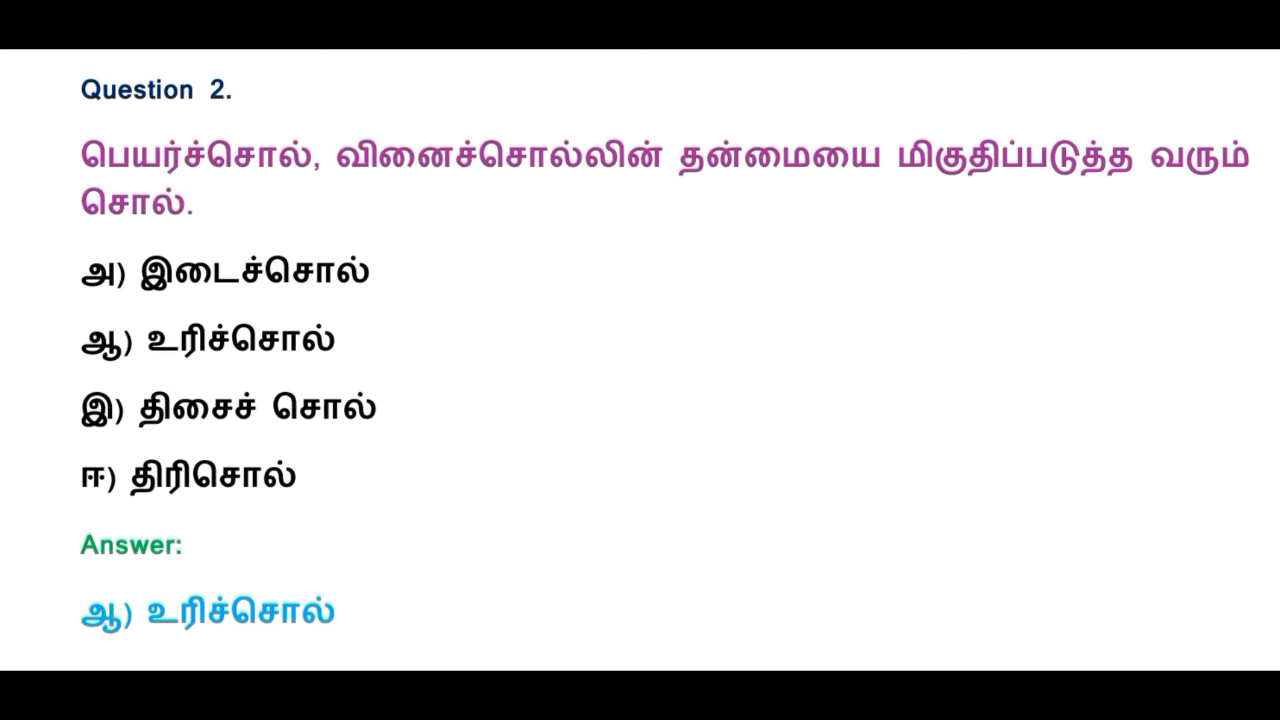 Question 2.
பெயர்ச்சொல், வினைச்சொல்லின் தன்மையை மிகுதிப்படுத்த வரும்
சொல்.
அ) இடைச்சொல்
ஆ) உரிச்சொல்
இ) திசைச் சொல்
ஈ) திரிசொல்
Answer:
ஆ) உரிச்சொல்